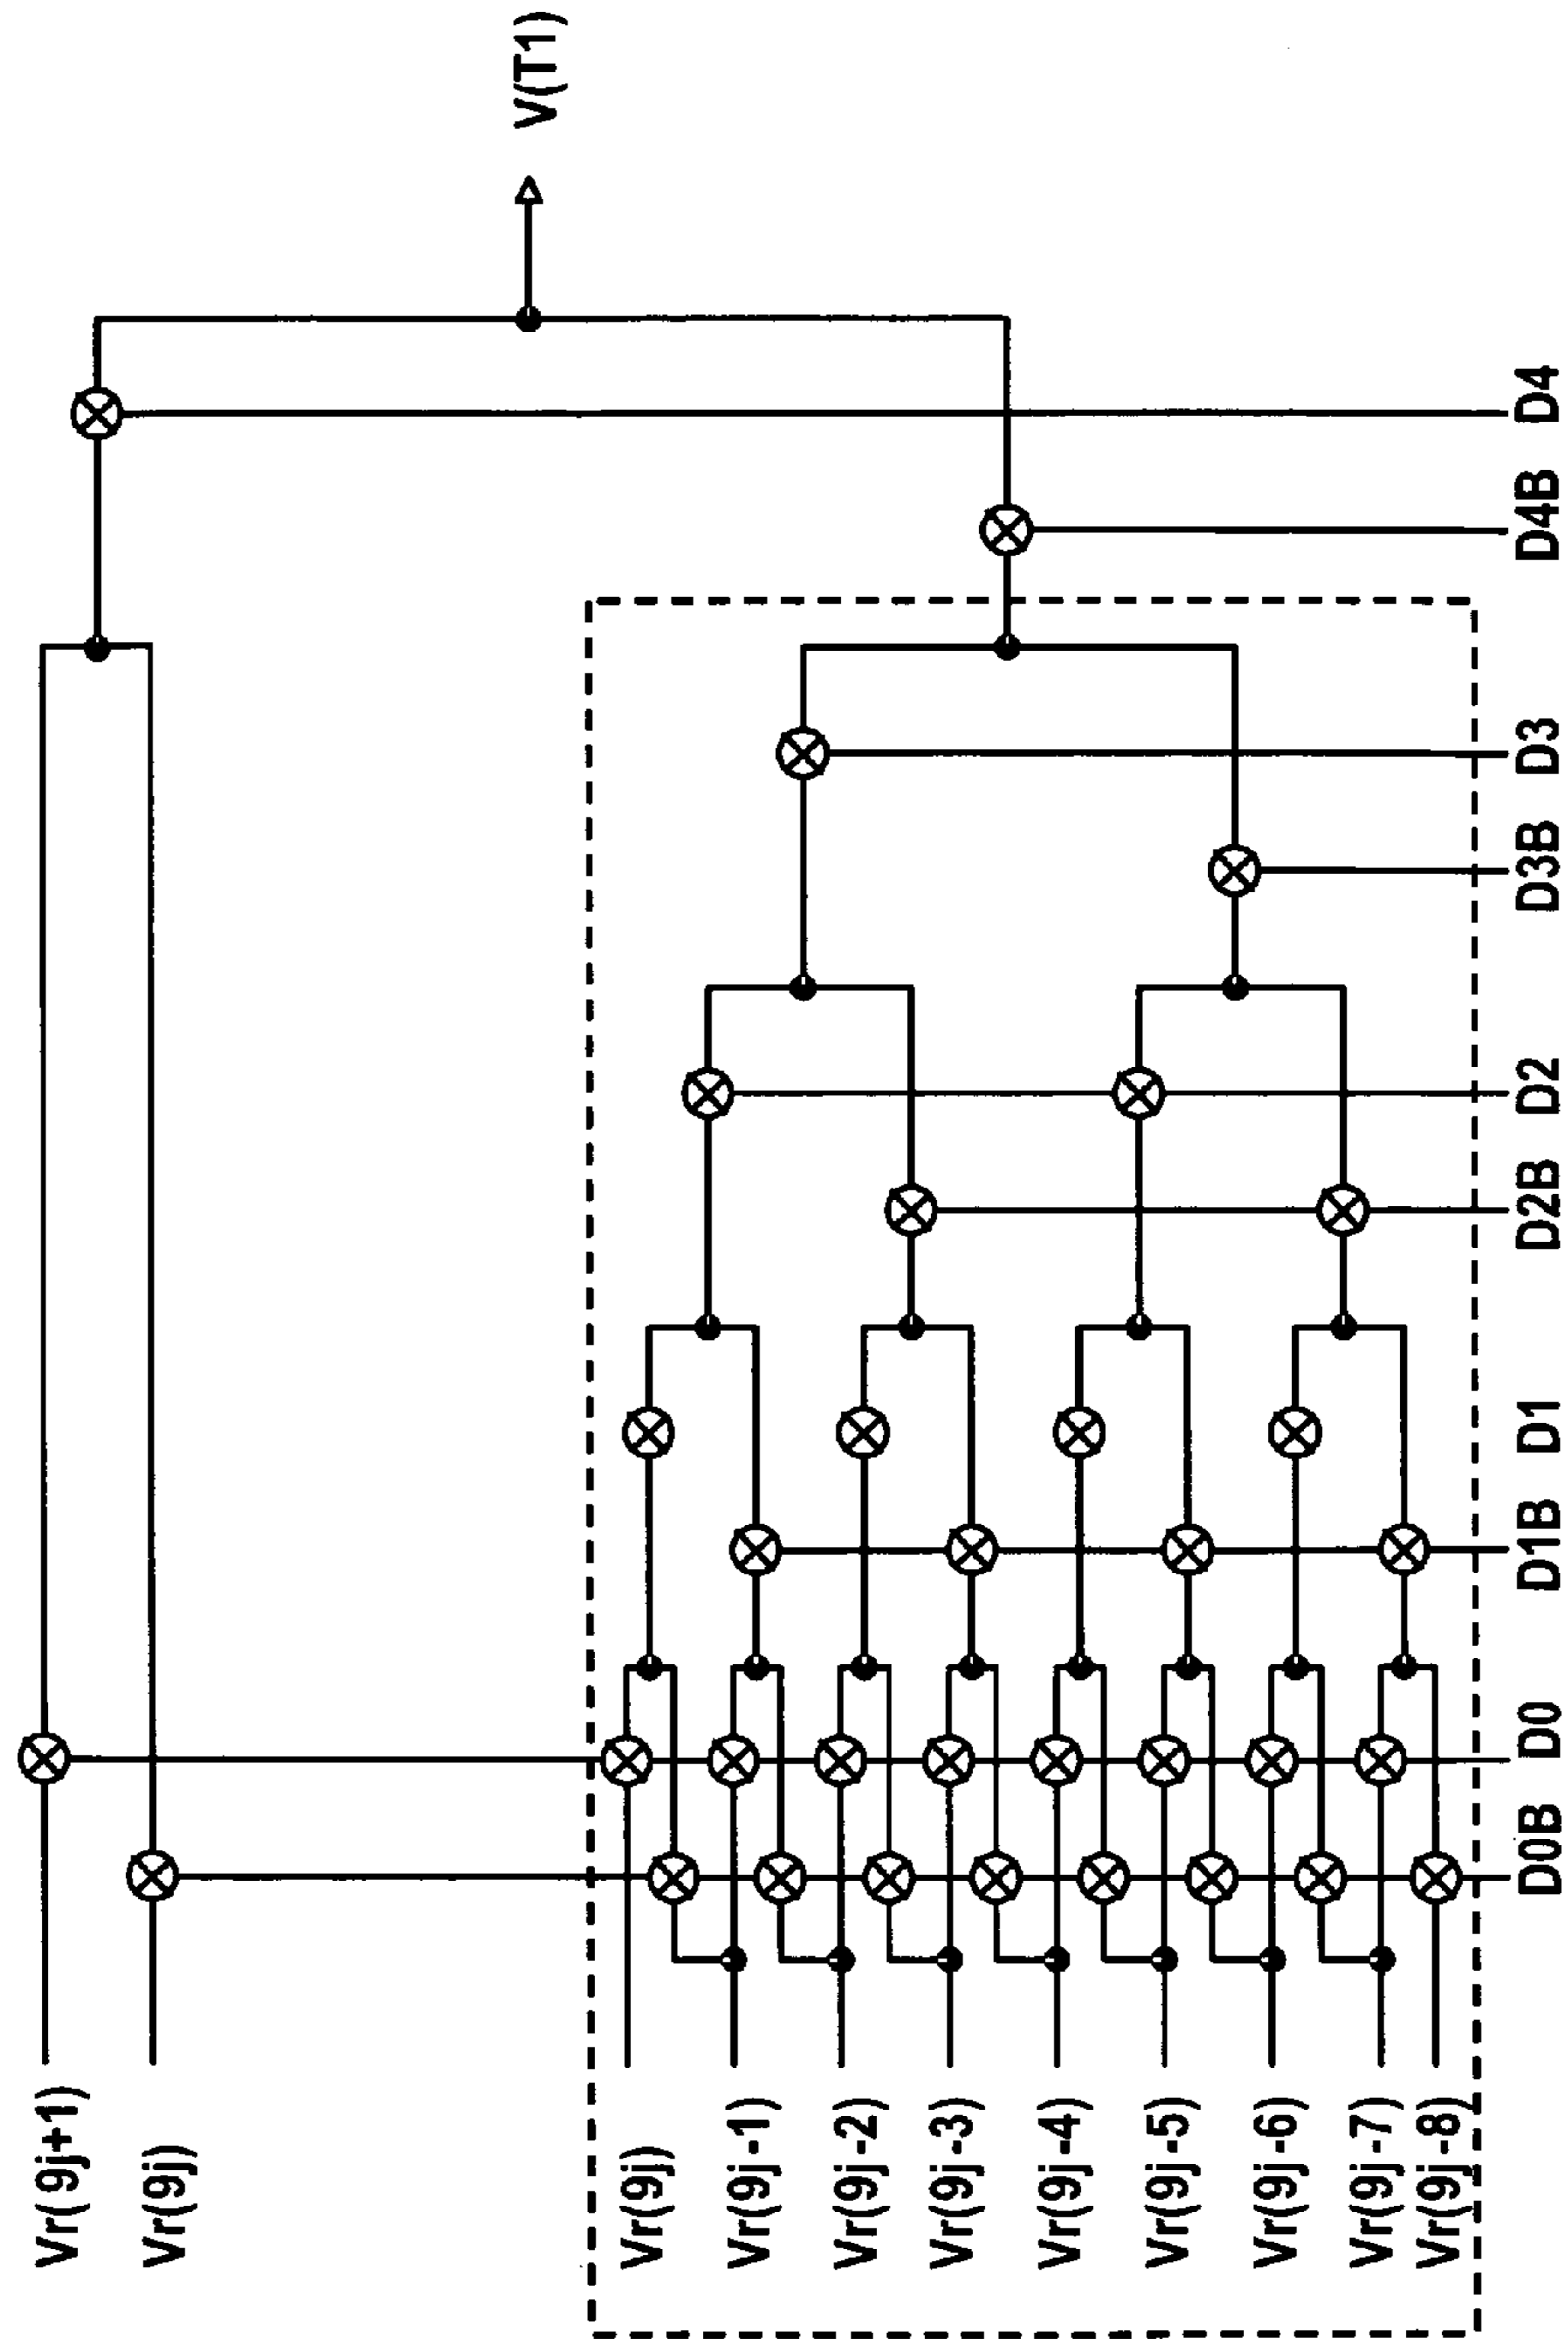 Vr(9j+1)
Vr(9j)
Vr(9j)
Vr(9j-1)
Vr(9j-2)
Vr(9j-3)
Vr(9j-4)
Vr(9j-5)
Vr(9j-6)
Vr(9j-7)
Vr(9j-8)
D0B
D0
D1B
D1
D2B
D2
D3B
D3
D4B
D4
V(T1)